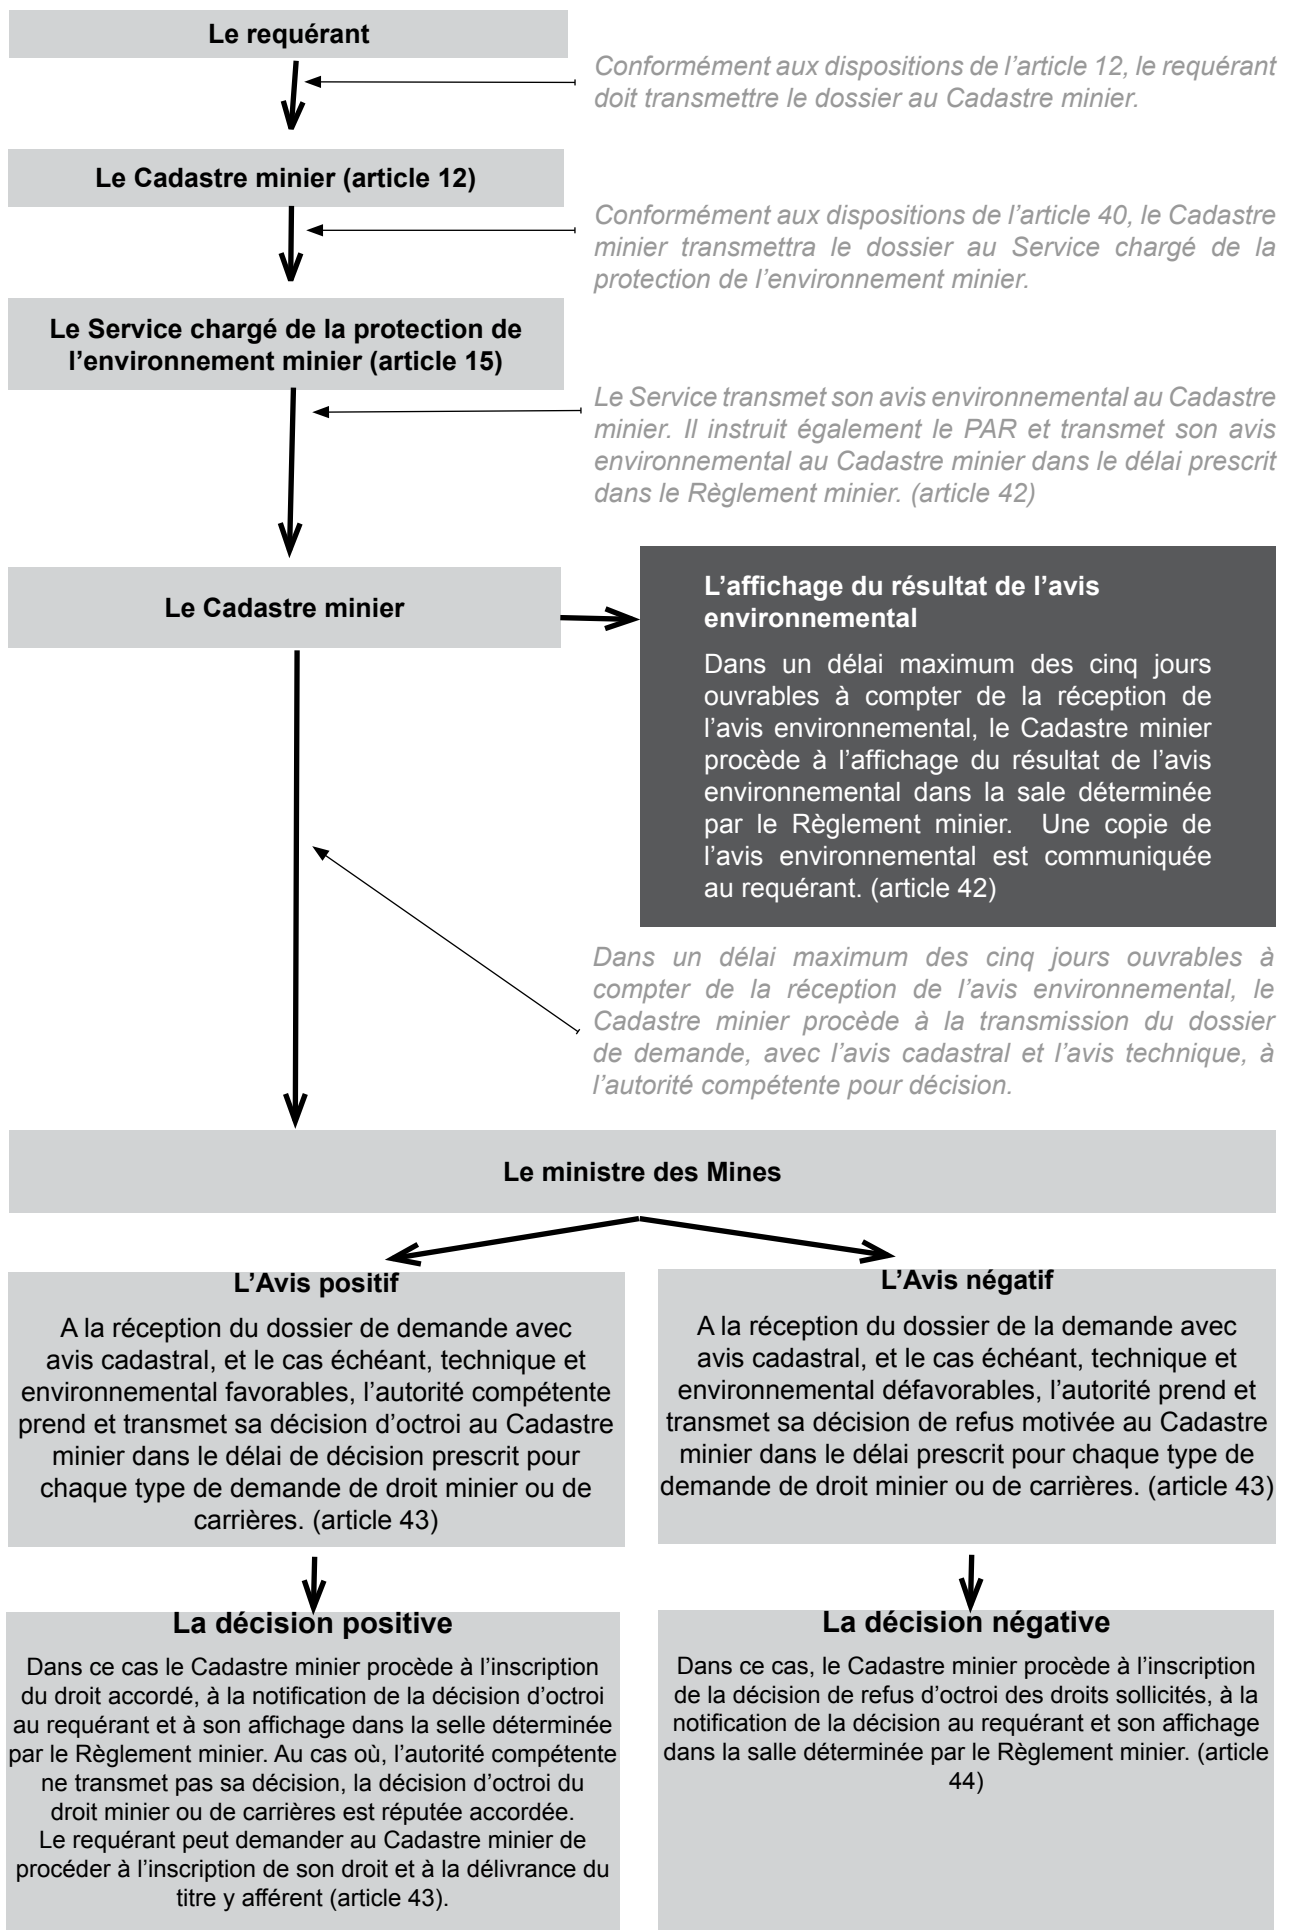 Le requérant
Conformément aux dispositions de l’article 12, le requérant
doit transmettre le dossier au Cadastre minier.
Le Cadastre minier (article 12)
Conformément aux dispositions de l’article 40, le Cadastre
minier transmettra le dossier au Service chargé de la
protection de l’environnement minier.
Le Service chargé de la protection de
l’environnement minier (article 15)
Le Service transmet son avis environnemental au Cadastre
minier. Il instruit également le PAR et transmet son avis
environnemental au Cadastre minier dans le délai prescrit
dans le Règlement minier. (article 42)
Le Cadastre minier
L’affichage du résultat de l’avis
environnemental
Dans un délai maximum des cinq jours
ouvrables à compter de la réception de
l’avis environnemental, le Cadastre minier
procède à l’affichage du résultat de l’avis
environnemental dans la sale déterminée
par le Règlement minier. Une copie de
l’avis environnemental est communiquée
au requérant. (article 42)
Dans un délai maximum des cinq jours ouvrables à
compter de la réception de l’avis environnemental, le
Cadastre minier procède à la transmission du dossier
de demande, avec l’avis cadastral et l’avis technique, à
l’autorité compétente pour décision.
Le ministre des Mines
L’Avis positif
A la réception du dossier de demande avec
avis cadastral, et le cas échéant, technique et
environnemental favorables, l’autorité compétente
prend et transmet sa décision d’octroi au Cadastre
minier dans le délai de décision prescrit pour
chaque type de demande de droit minier ou de
carrières. (article 43)
L’Avis négatif
A la réception du dossier de la demande avec
avis cadastral, et le cas échéant, technique et
environnemental défavorables, l’autorité prend et
transmet sa décision de refus motivée au Cadastre
minier dans le délai prescrit pour chaque type de
demande de droit minier ou de carrières. (article 43)
La décision positive
Dans ce cas le Cadastre minier procède à l’inscription
du droit accordé, à la notification de la décision d’octroi
au requérant et à son affichage dans la selle déterminée
par le Règlement minier. Au cas où, l’autorité compétente
ne transmet pas sa décision, la décision d’octroi du
droit minier ou de carrières est réputée accordée.
Le requérant peut demander au Cadastre minier de
procéder à l’inscription de son droit et à la délivrance du
titre y afférent (article 43).
La décision négative
Dans ce cas, le Cadastre minier procède à l’inscription
de la décision de refus d’octroi des droits sollicités, à la
notification de la décision au requérant et son affichage
dans la salle déterminée par le Règlement minier. (article
44)